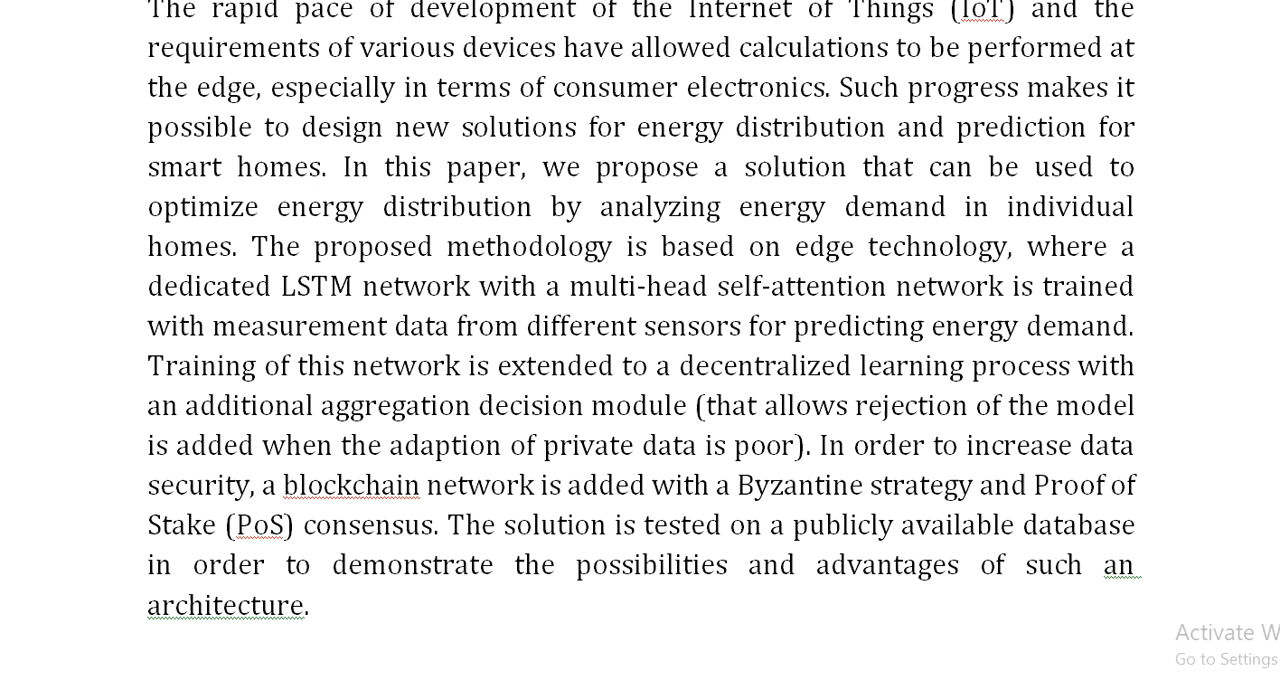 The rapid pace of development of the Internet of Things (IoT) and the
requirements of various devices have allowed calculations to be performed at
the edge, especially in terms of consumer electronics. Such progress makes it
possible to design new solutions for energy distribution and prediction for
smart homes. In this paper, we propose a solution that can be used to
optimize energy distribution by analyzing energy demand in individual
homes. The proposed methodology is based on edge technology, where a
dedicated LSTM network with a multi-head self-attention network is trained
with measurement data from different sensors for predicting energy demand.
Training of this network is extended to a decentralized learning process with
an additional aggregation decision module (that allows rejection of the model
is added when the adaption of private data is poor). In order to increase data
security, a blockchain network is added with a Byzantine strategy and Proof of
Stake (PoS) consensus. The solution is tested on a publicly available database
in order to demonstrate the possibilities and advantages of such an
architecture.
Activate W
Go to Settings